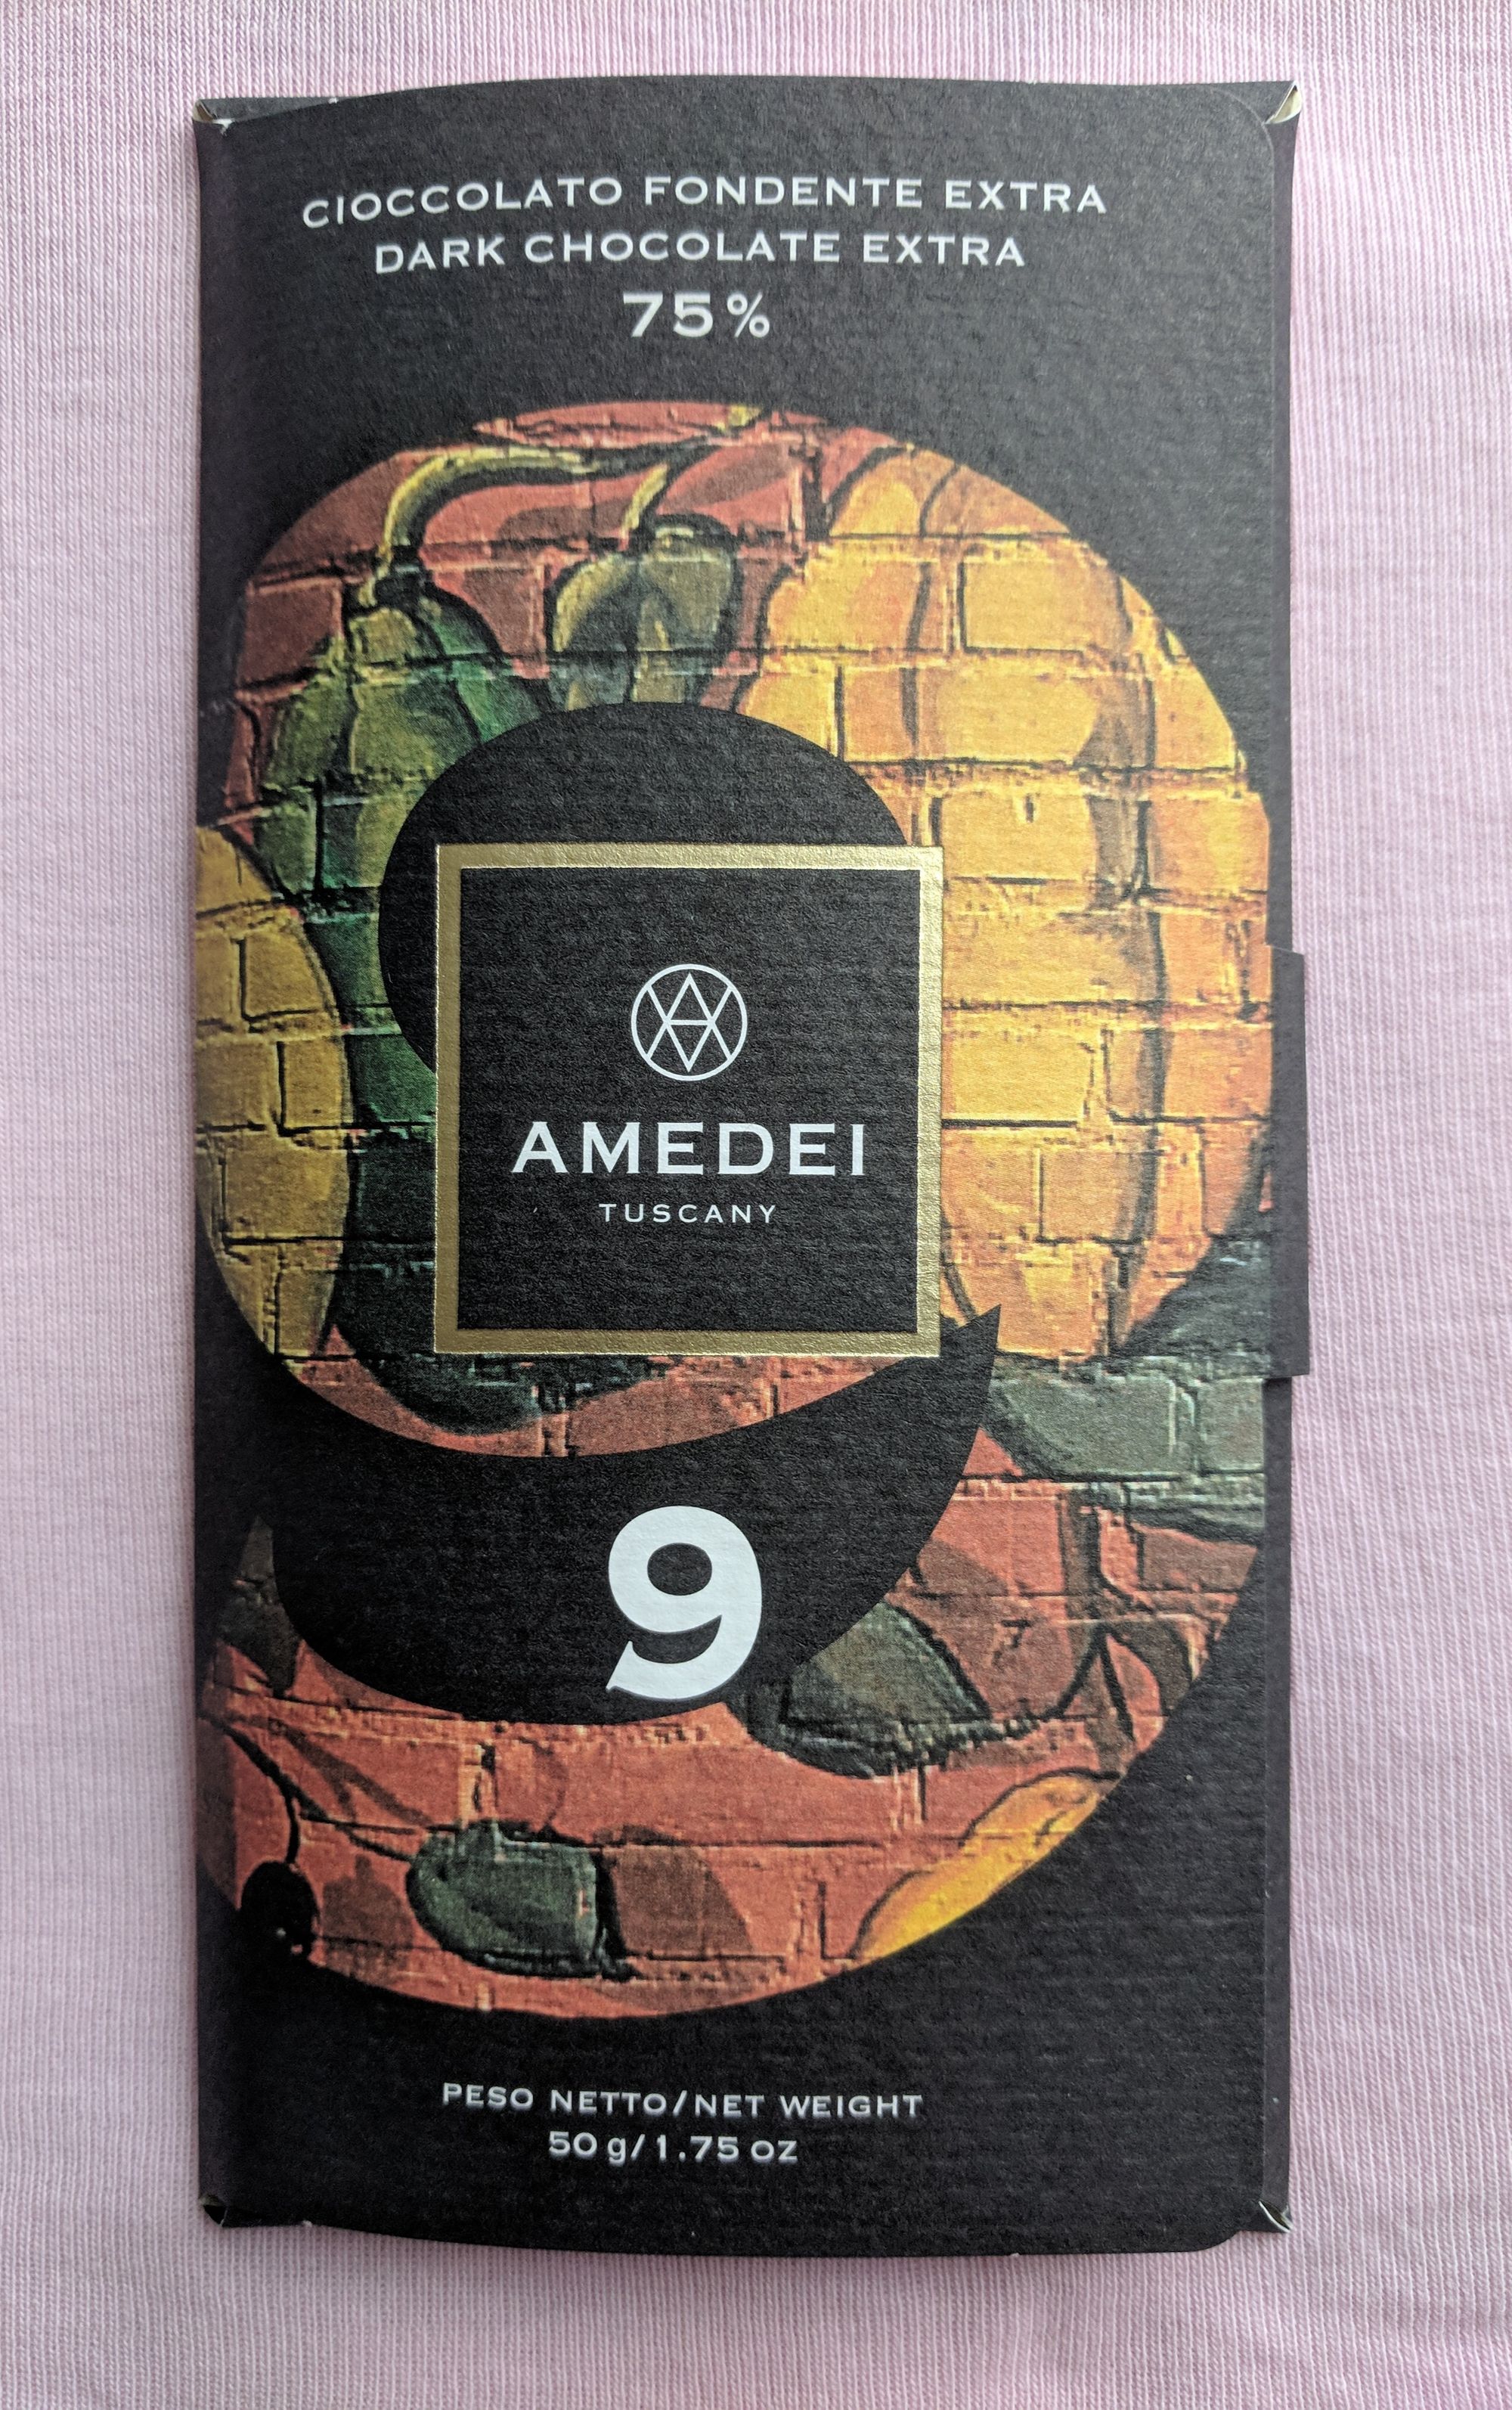 CIOCCOLATO FONDENTE EXTRA
DARK CHOCOLATE EXTRA
75%
AMEDEI
TUSCANY
9
PESO NETTO/NET WEIGHT
50 g/1.75 OZ